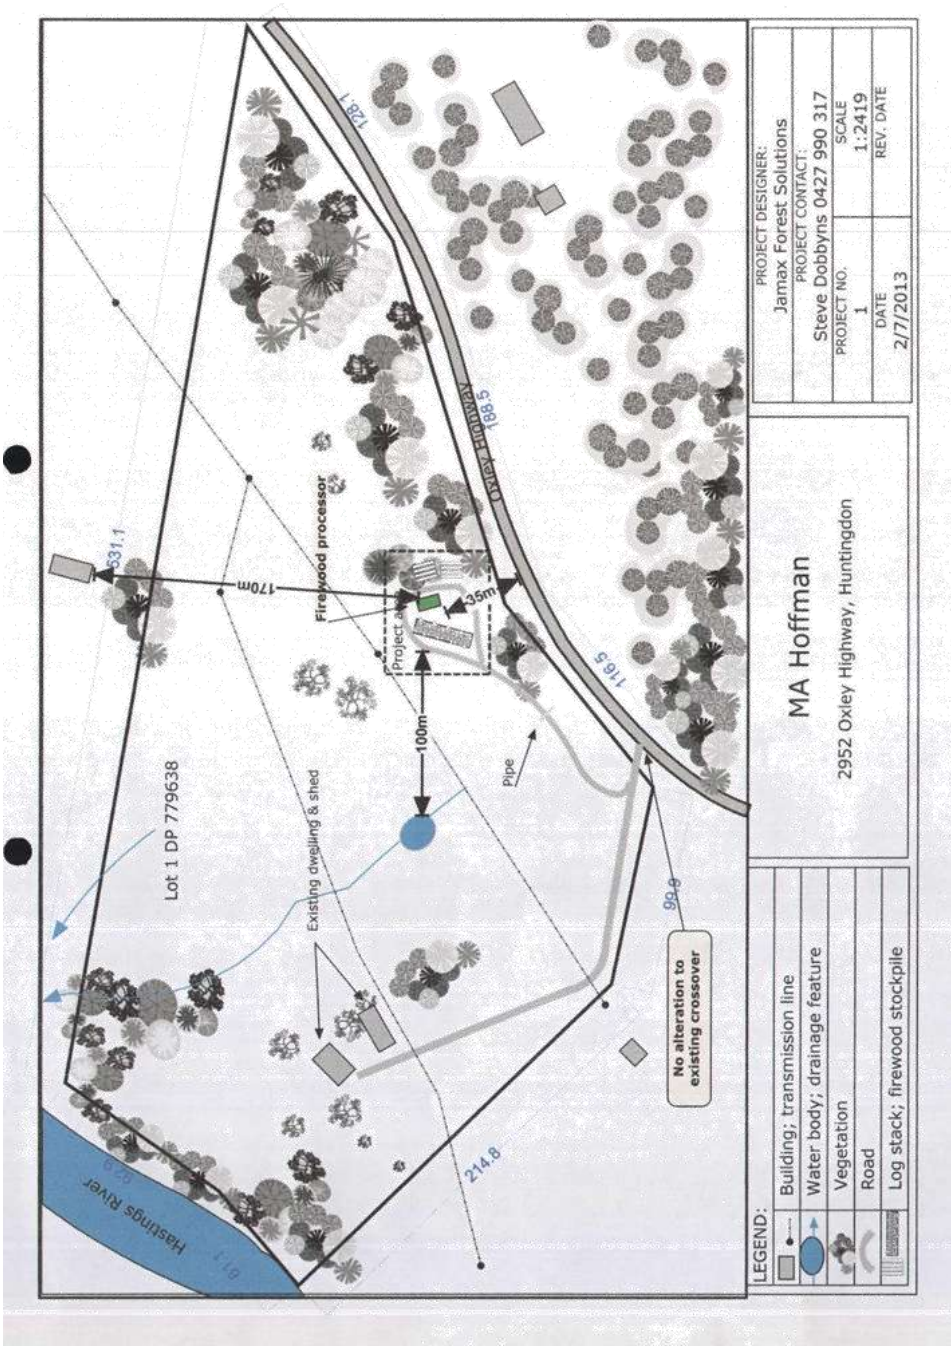 Hastings River
92.9
Lot 1 DP 779638
531.1
128.1
Existing dwelling & shed
Firewood processor
170m
Project a
100m
35m
Pipe
Oxley Highway
188.5
116.5
99.9
214.8
No alteration to
existing crossover
LEGEND:
Building; transmission line
Water body; drainage feature
Vegetation
Road
Log stack; firewood stockpile
MA Hoffman
2952 Oxley Highway, Huntingdon
PROJECT DESIGNER:
Jamax Forest Solutions
PROJECT CONTACT:
Steve Dobbyns 0427 990 317
PROJECT NO.
SCALE
1
1:2419
DATE
REV. DATE
2/7/2013